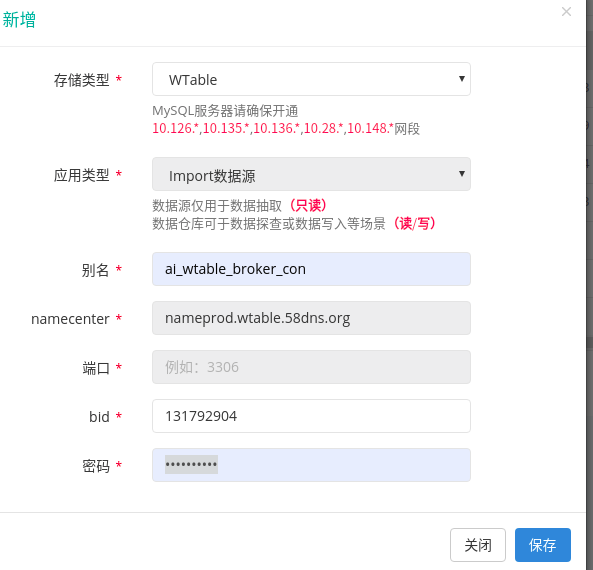 新增
×
存储类型 * WTable
MySQL服务器请确保开通
10.126.*,10.135.*,10.136.*,10.28.*,10.148.*网段
应用类型 * Import数据源
数据源仅用于数据抽取（只读）
数据仓库可于数据探查或数据写入等场景（读/写）
别名 * ai_wtable_broker_con
namecenter * nameprod.wtable.58dns.org
端口 * 例如：3306
bid * 131792904
密码 * ••••••••••
关闭 保存